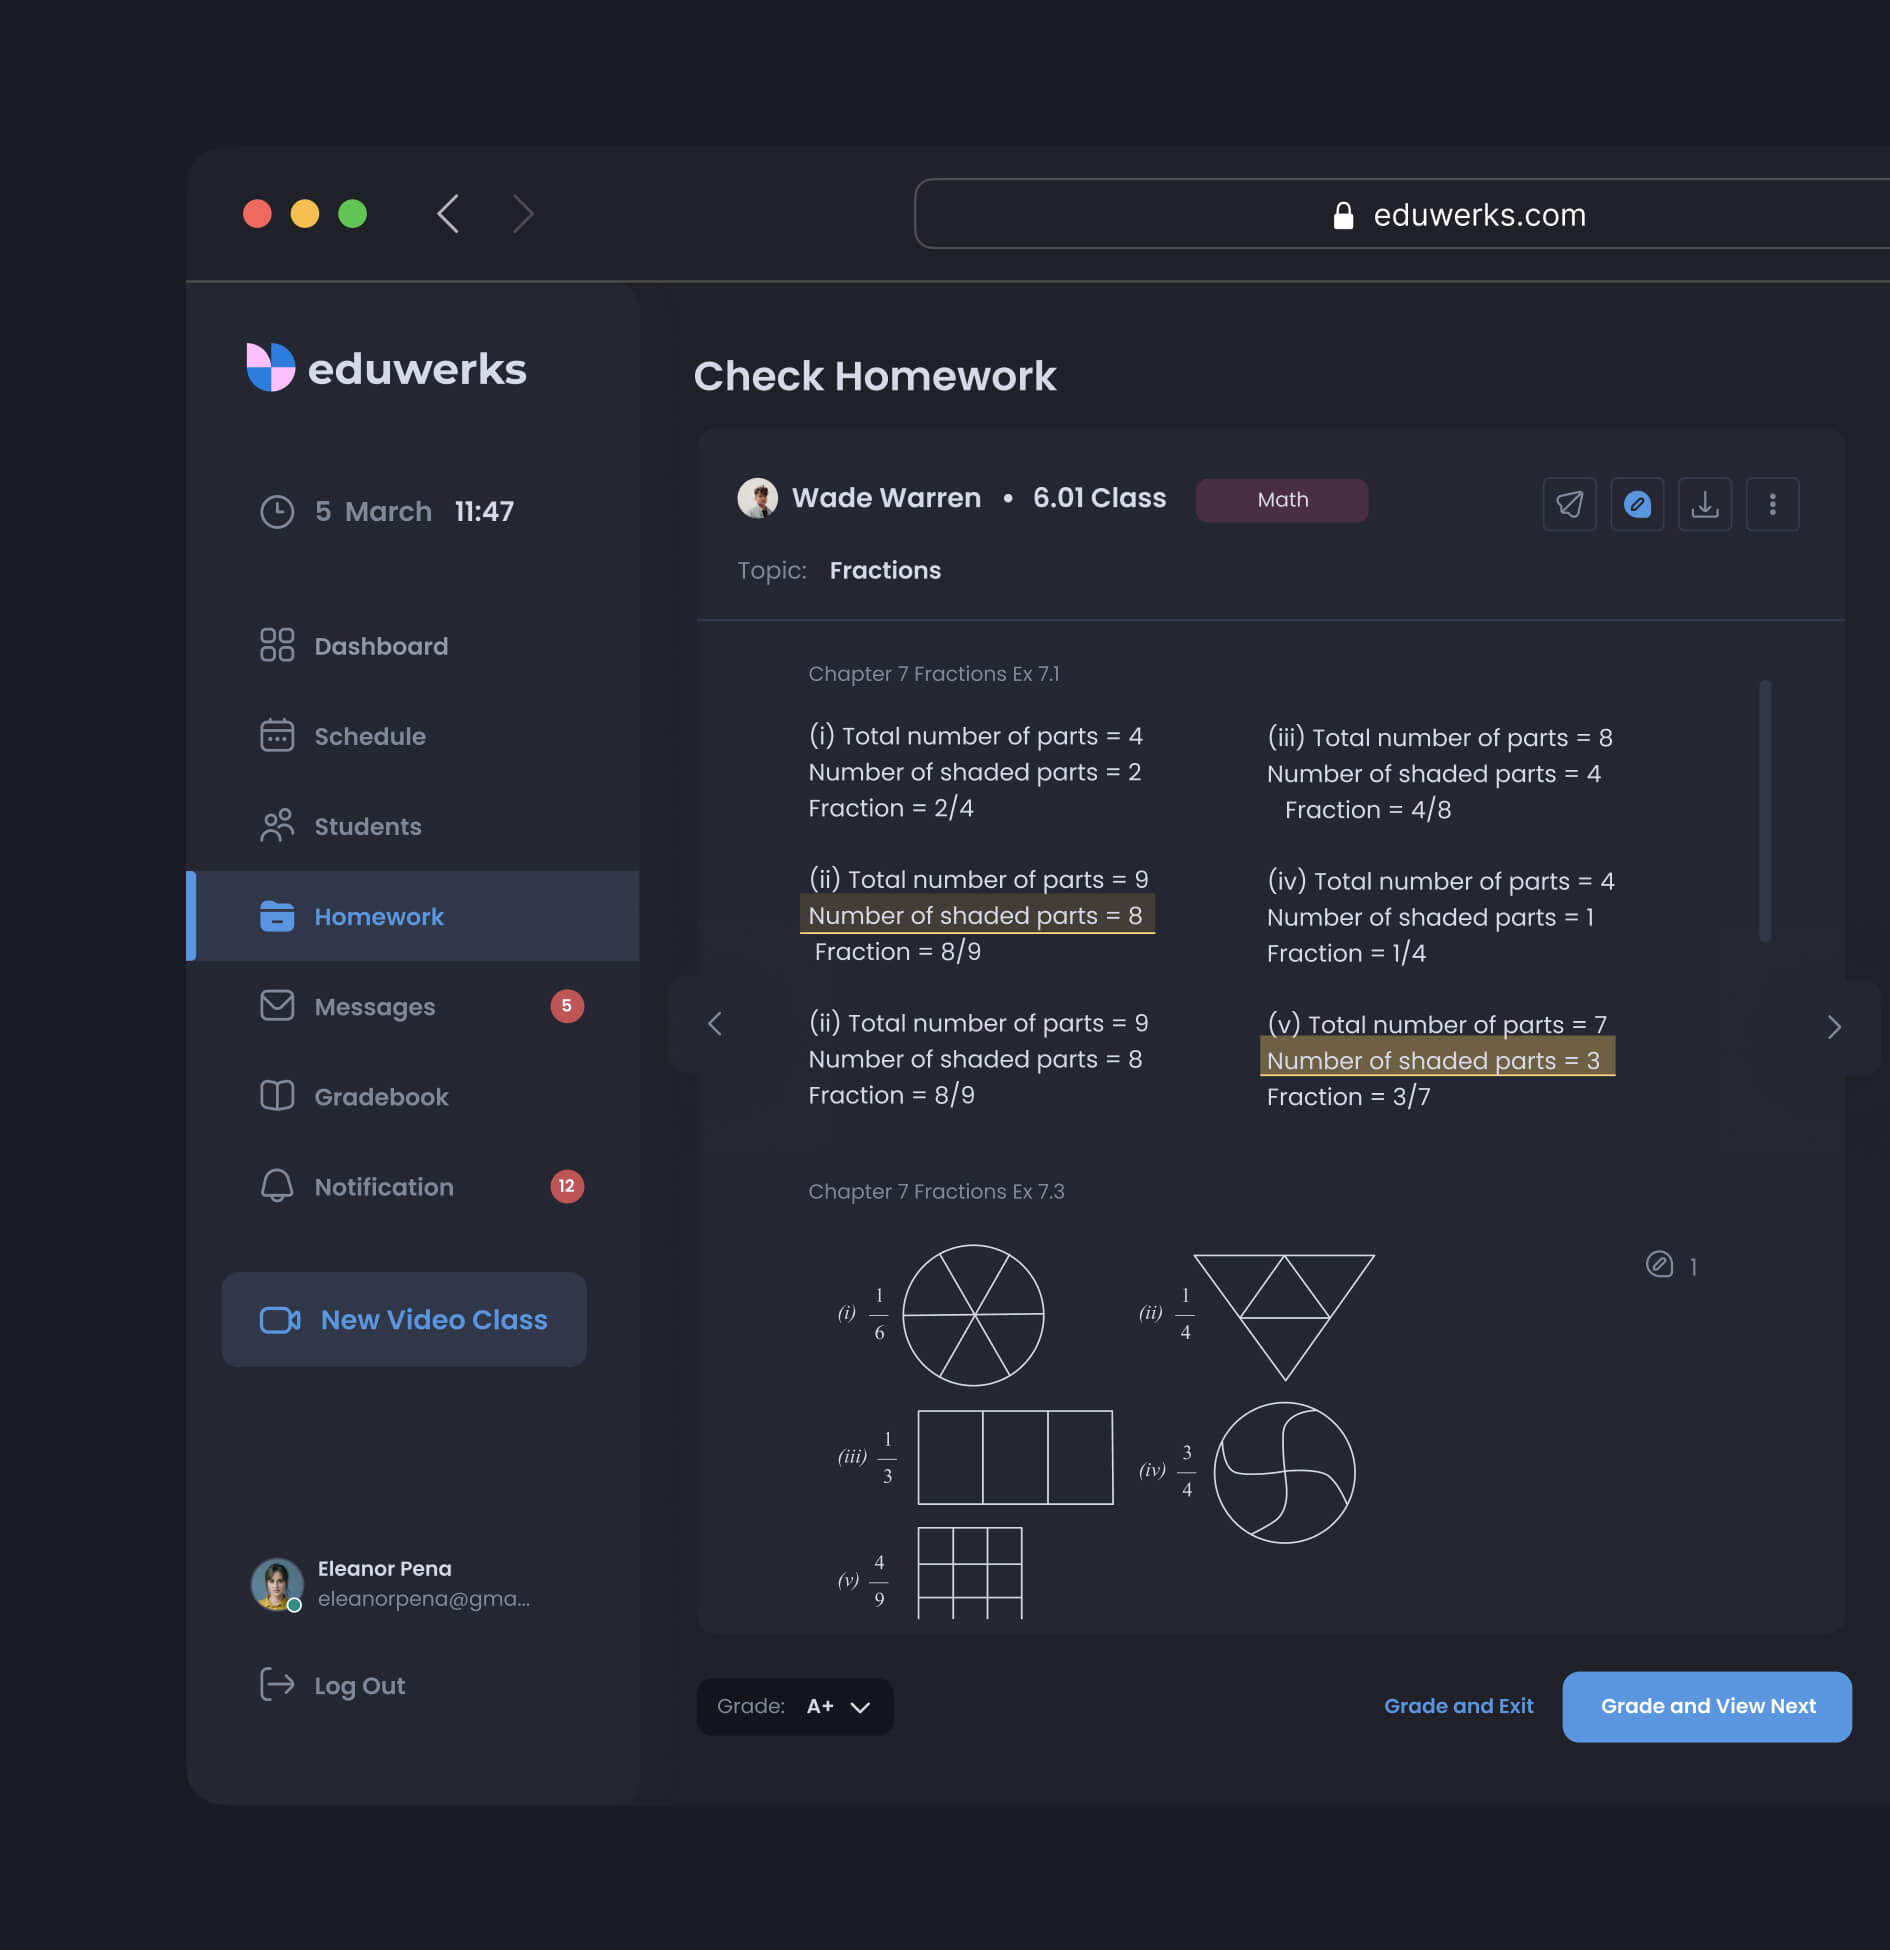 eduwerks.com
eduwerks
5 March 11:47
Dashboard
Schedule
Students
Homework
Messages 5
Gradebook
Notification 12
New Video Class
Eleanor Pena
eleanorpena@gma...
Log Out
Check Homework
Wade Warren • 6.01 Class Math
Topic: Fractions
Chapter 7 Fractions Ex 7.1
(i) Total number of parts = 4
Number of shaded parts = 2
Fraction = 2/4
(ii) Total number of parts = 9
Number of shaded parts = 8
Fraction = 8/9
(ii) Total number of parts = 9
Number of shaded parts = 8
Fraction = 8/9
(iii) Total number of parts = 8
Number of shaded parts = 4
Fraction = 4/8
(iv) Total number of parts = 4
Number of shaded parts = 1
Fraction = 1/4
(v) Total number of parts = 7
Number of shaded parts = 3
Fraction = 3/7
Chapter 7 Fractions Ex 7.3
(i) 1/6
(ii) 1/4
1
(iii) 1/3
(iv) 3/4
(v) 4/9
Grade: A+
Grade and Exit
Grade and View Next